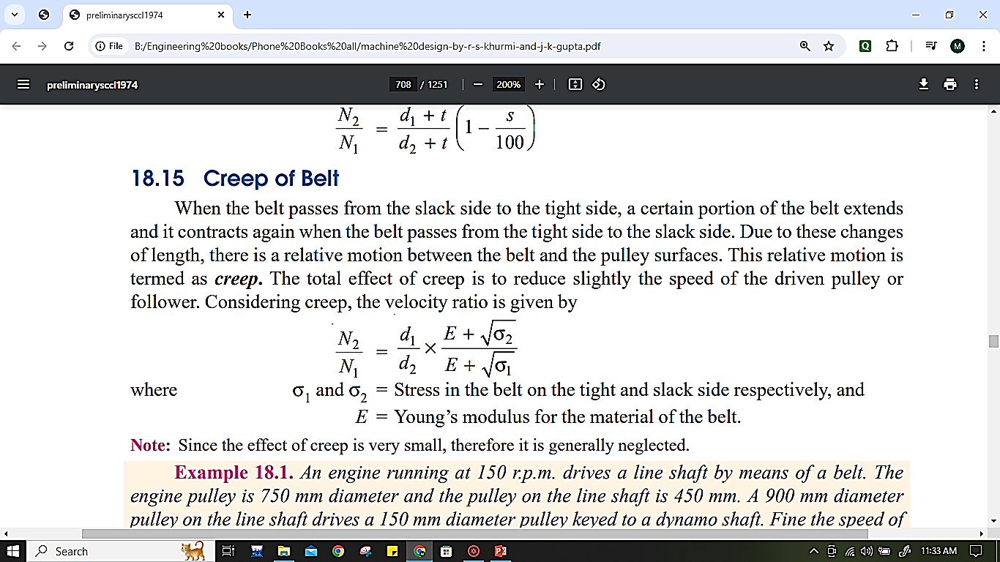 preliminarysccl1974
File B:/Engineering%20books/Phone%20Books%20all/machine%20design-by-r-s-khurmi-and-j-k-gupta.pdf
Q
M
preliminarysccl1974
708 / 1251
200%
N₂/N₁ = (d₁ + t)/(d₂ + t) (1 − s/100)
18.15 Creep of Belt
When the belt passes from the slack side to the tight side, a certain portion of the belt extends
and it contracts again when the belt passes from the tight side to the slack side. Due to these changes
of length, there is a relative motion between the belt and the pulley surfaces. This relative motion is
termed as creep. The total effect of creep is to reduce slightly the speed of the driven pulley or
follower. Considering creep, the velocity ratio is given by
N₂/N₁ = d₁/d₂ × (E + √σ₂)/(E + √σ₁)
where σ₁ and σ₂ = Stress in the belt on the tight and slack side respectively, and
E = Young’s modulus for the material of the belt.
Note: Since the effect of creep is very small, therefore it is generally neglected.
Example 18.1. An engine running at 150 r.p.m. drives a line shaft by means of a belt. The
engine pulley is 750 mm diameter and the pulley on the line shaft is 450 mm. A 900 mm diameter
pulley on the line shaft drives a 150 mm diameter pulley keyed to a dynamo shaft. Fine the speed of
Search
11:33 AM